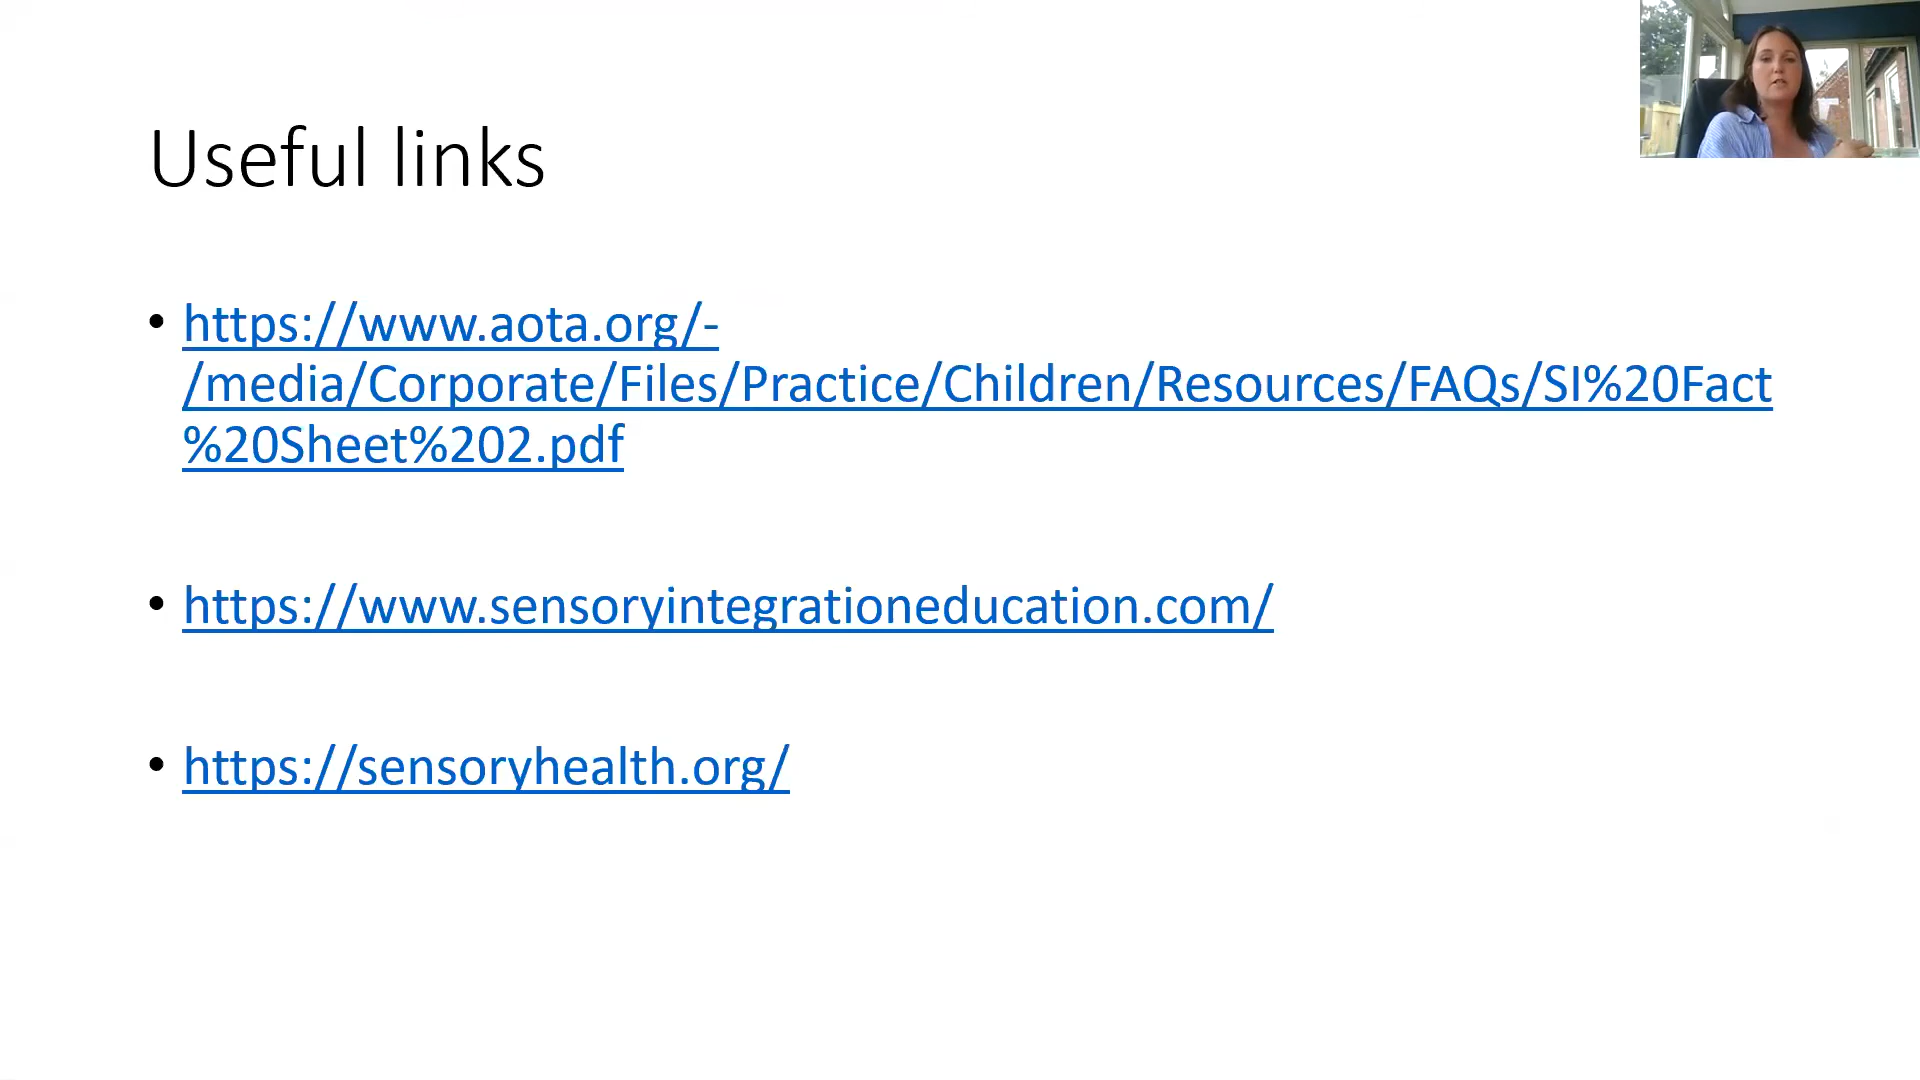 Useful links
• https://www.aota.org/-
/media/Corporate/Files/Practice/Children/Resources/FAQs/SI%20Fact
%20Sheet%202.pdf
• https://www.sensoryintegrationeducation.com/
• https://sensoryhealth.org/